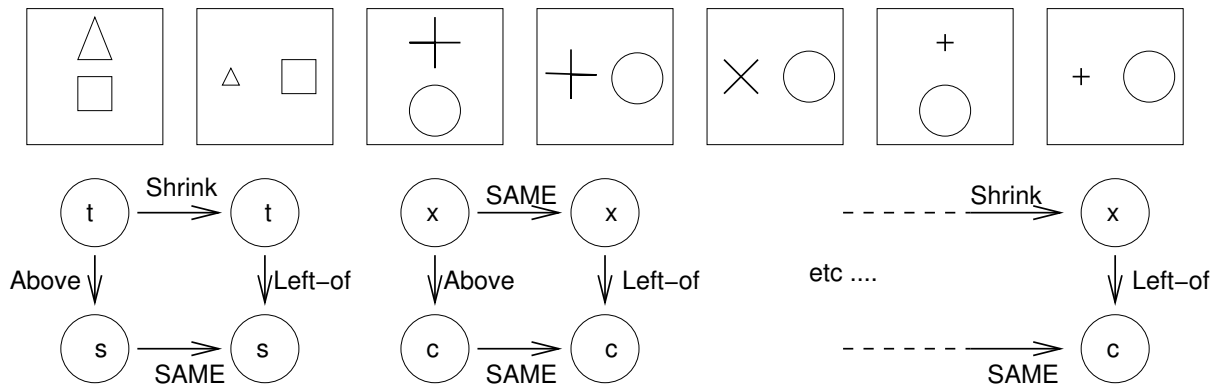 Shrink SAME Shrink
t t x x x
Above Left-of Above Left-of etc .... Left-of
s s c c c
SAME SAME SAME